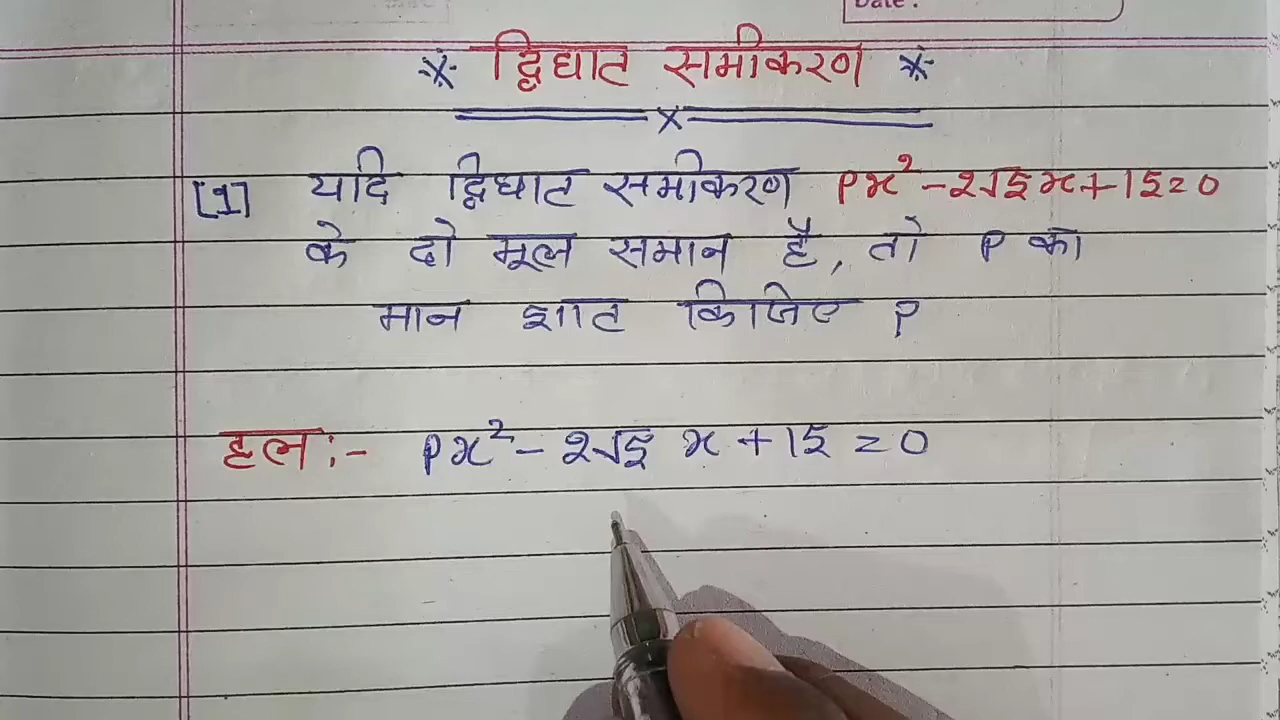 Date :
* द्विघात समीकरण *
x
[1] यदि द्विघात समीकरण px² - 2√5x + 15 = 0
के दो मूल समान है, तो P का
मान ज्ञात किजिए P
हल :- px² - 2√5 x + 15 = 0